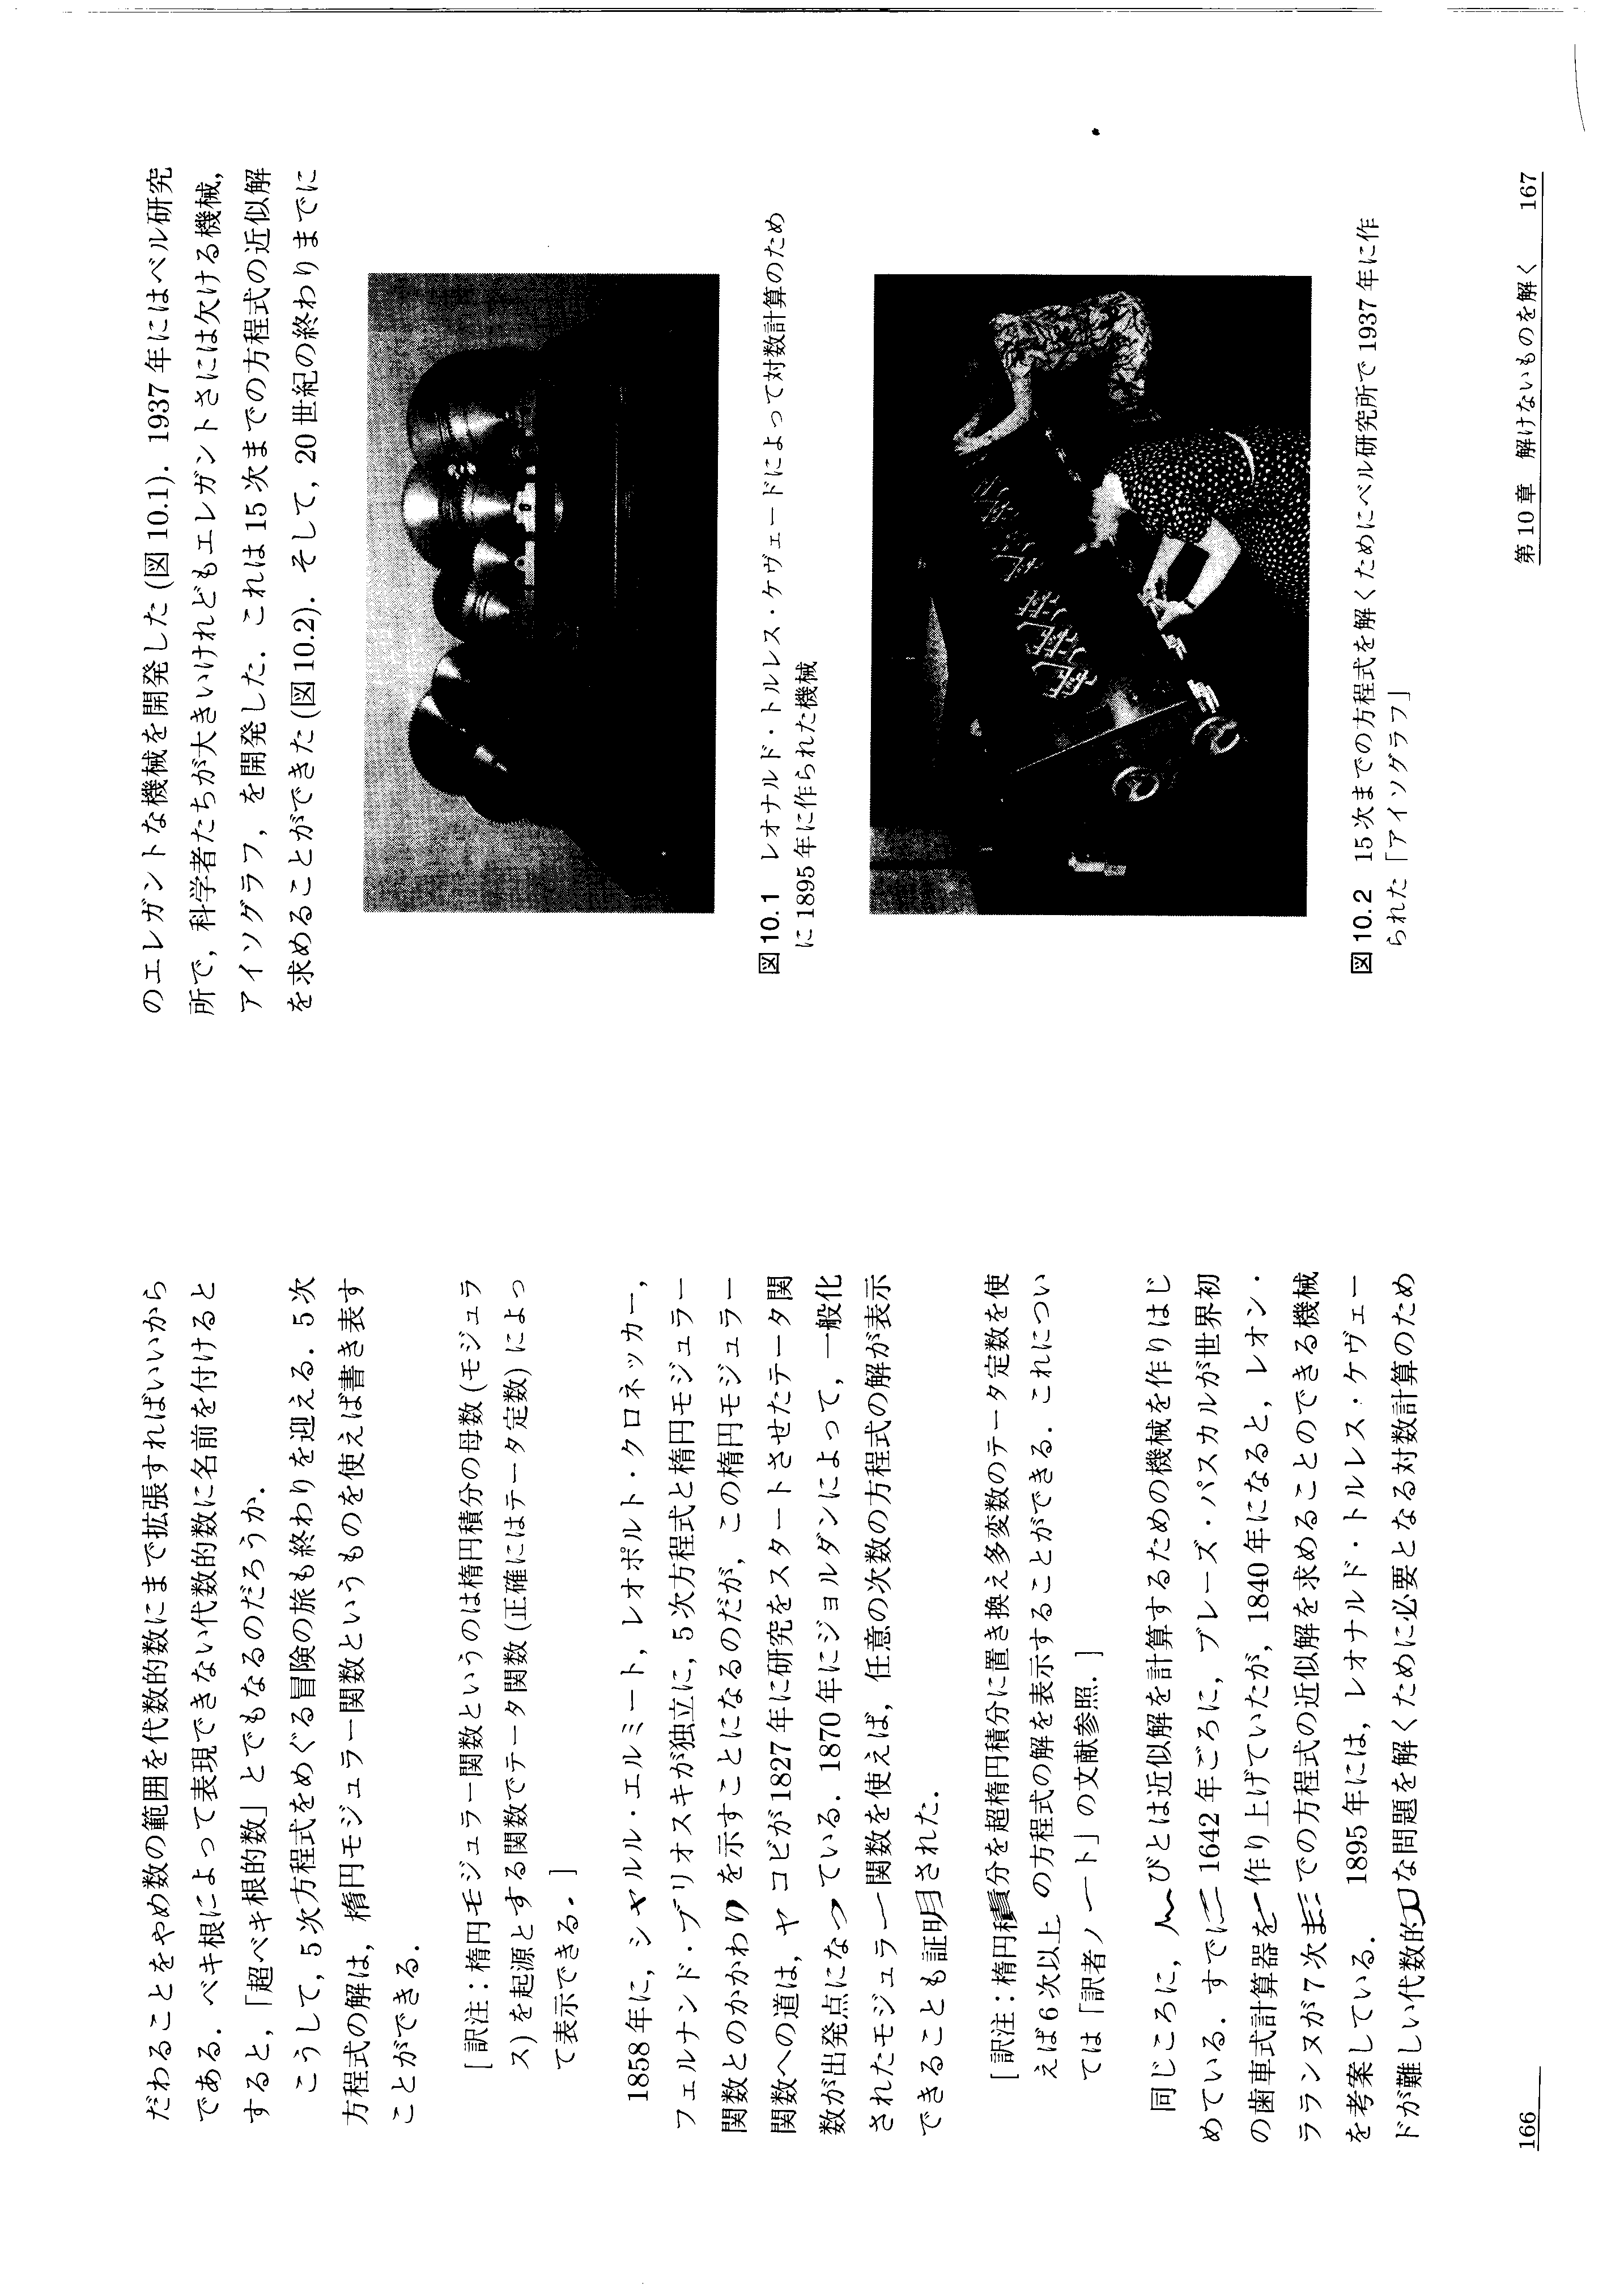 だわることをやめ数の範囲を代数的数にまで拡張すればいいから
である．ベキ根によって表現できない代数的数に名前を付けると
すると，「超ベキ根的数」とでもなるのだろうか．
こうして，5次方程式をめぐる冒険の旅も終わりを迎える．5次
方程式の解は，楕円モジュラー関数というものを使えば書き表す
ことができる．
［訳注：楕円モジュラー関数というのは楕円積分の母数(モジュラ
ス)を起源とする関数でテータ関数(正確にはテータ定数)によっ
て表示できる．］
1858年に，シャルル・エルミート，レオポルト・クロネッカー，
フェルナンド・ブリオスキが独立に，5次方程式と楕円モジュラー
関数とのかかわりを示すことになるのだが，この楕円モジュラー
関数への道は，ヤコビが1827年に研究をスタートさせたテータ関
数が出発点になっている．1870年にジョルダンによって，一般化
されたモジュラー関数を使えば，任意の次数の方程式の解が表示
できることも証明された．
［訳注：楕円積分を超楕円積分に置き換え多変数のテータ定数を使
えば6次以上の方程式の解を表示することができる．これについ
ては「訳者ノート」の文献参照．］
同じころに，人びとは近似解を計算するための機械を作りはじ
めている．すでに1642年ごろに，ブレーズ・パスカルが世界初
の歯車式計算器を作り上げていたが，1840年になると，レオン・
ラランヌが7次までの方程式の近似解を求めることのできる機械
を考案している．1895年には，レオナルド・トルレス・ケヴェー
ドが難しい代数的な問題を解くために必要となる対数計算のため
166
のエレガントな機械を開発した(図10.1)．1937年にはベル研究
所で，科学者たちが大きいけれどもエレガントさには欠ける機械，
アイソグラフ，を開発した．これは15次までの方程式の近似解
を求めることができた(図10.2)．そして，20世紀の終わりまでに
図10.1 レオナルド・トルレス・ケヴェードによって対数計算のため
に1895年に作られた機械
図10.2 15次までの方程式を解くためにベル研究所で1937年に作
られた「アイソグラフ」
第10章 解けないものを解く 167